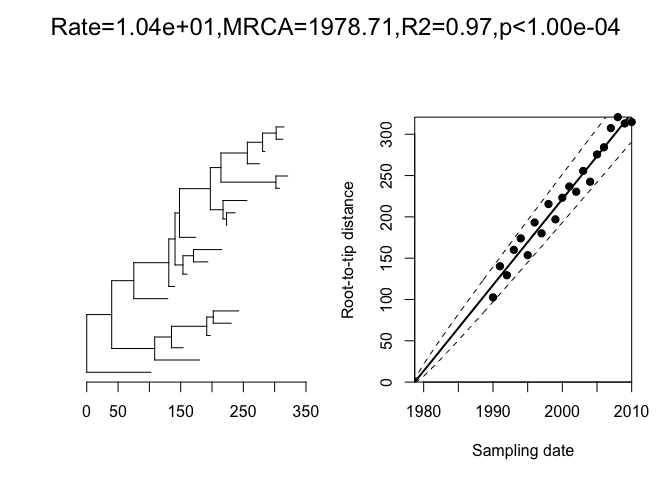 Rate=1.04e+01,MRCA=1978.71,R2=0.97,p<1.00e-04
0 50 150 250 350
Root-to-tip distance
0 50 100 150 200 250 300
1980 1990 2000 2010
Sampling date